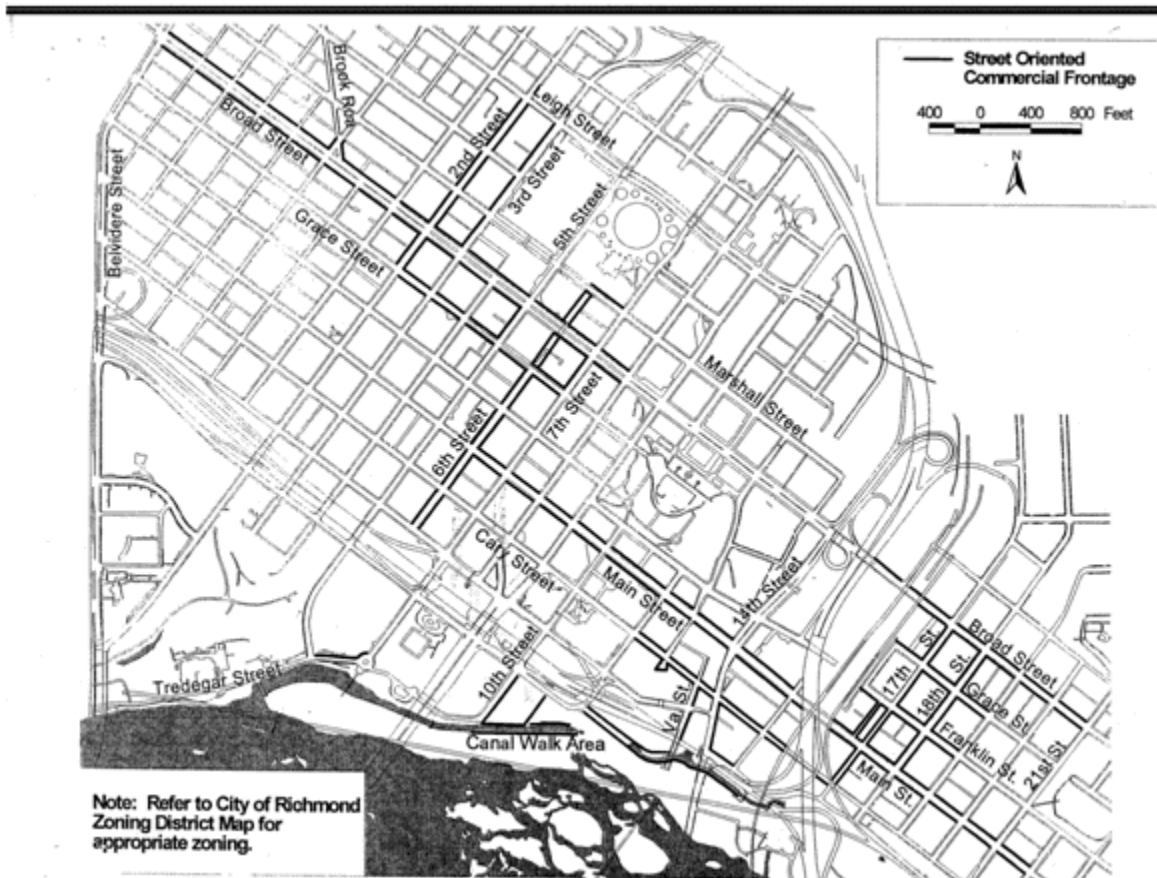 Street Oriented
Commercial Frontage
400 0 400 800 Feet
N
Brook Roa
Broad Street
2nd Street
Leigh Street
3rd Street
5th Street
Belvidere Street
Grace Street
Marshall Street
7th Street
6th Street
Cary Street
Main Street
14th Street
10th Street
Va. St.
Tredegar Street
Canal Walk Area
Broad Street
17th St.
18th St.
Grace St.
Franklin St.
21st St.
Main St.
Note: Refer to City of Richmond
Zoning District Map for
appropriate zoning.